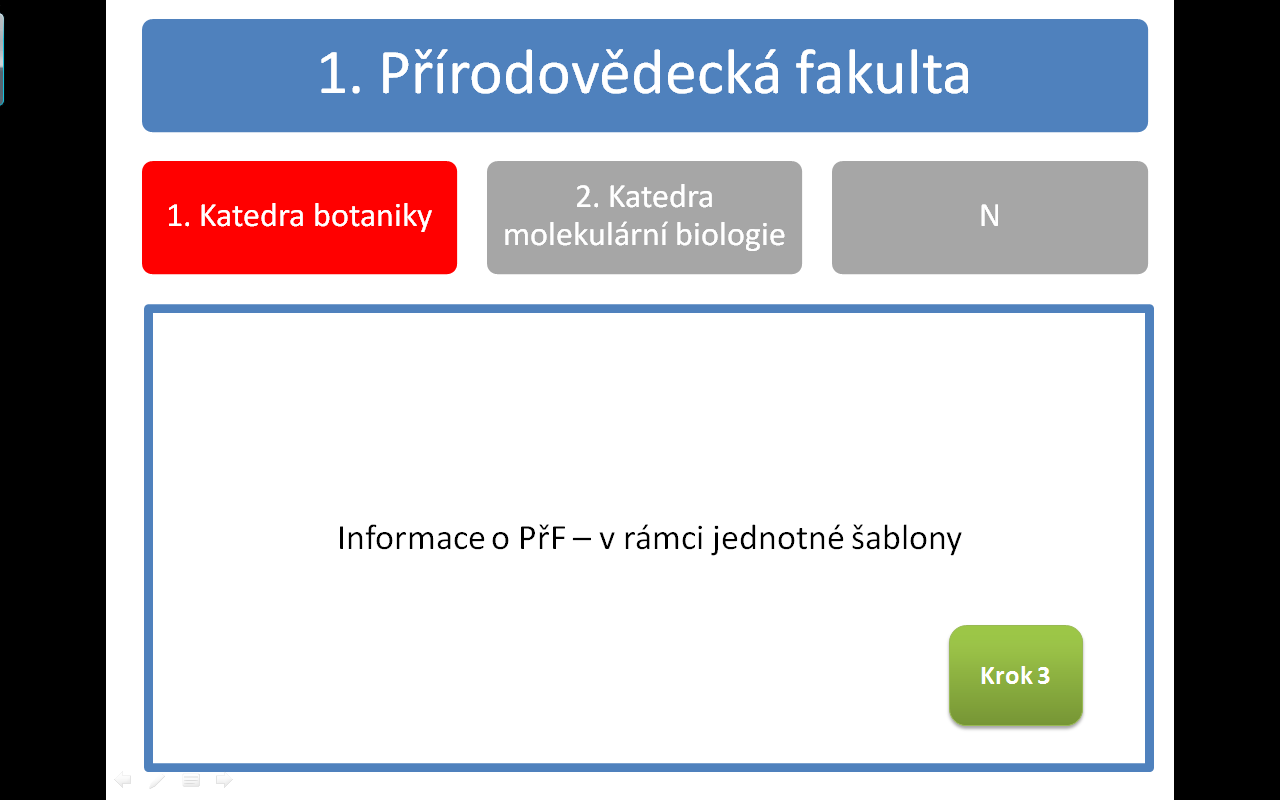 1. Přírodovědecká fakulta
1. Katedra botaniky
2. Katedra
molekulární biologie
N
Informace o PřF – v rámci jednotné šablony
Krok 3